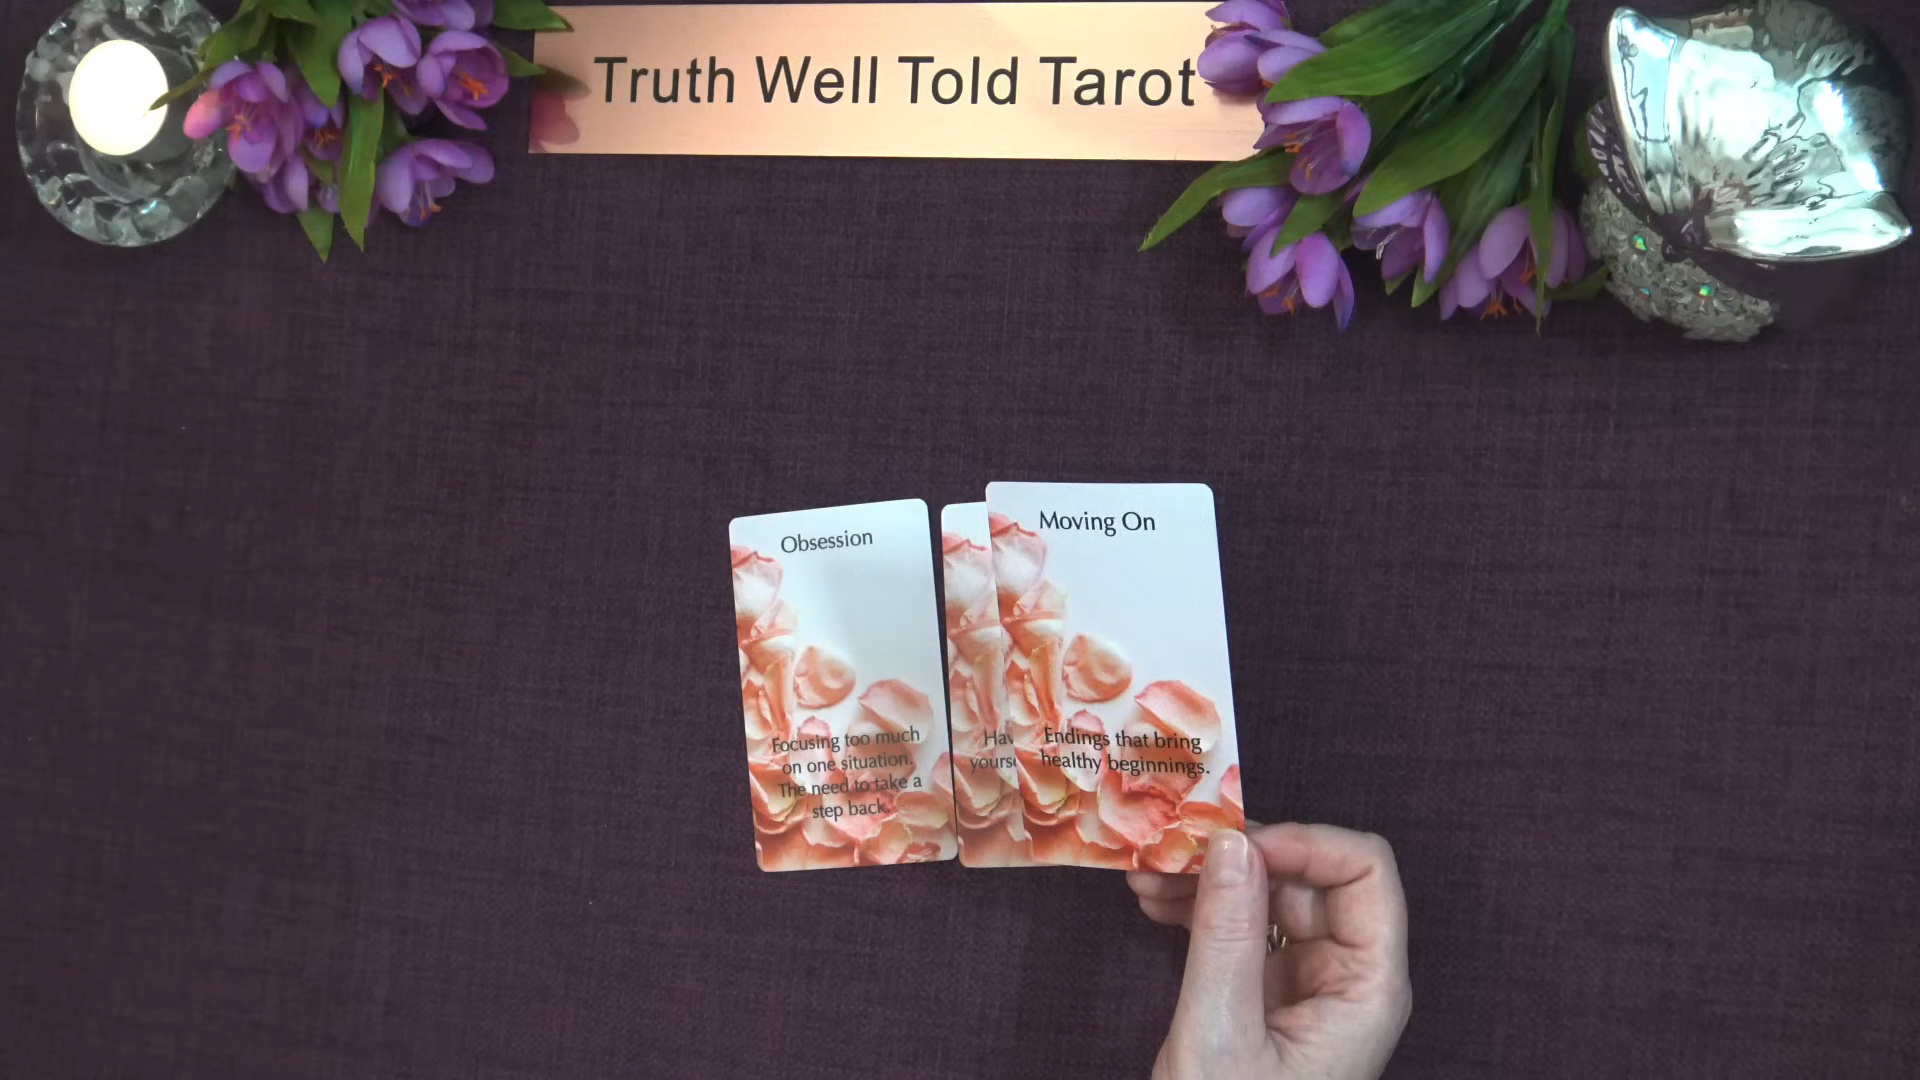 Truth Well Told Tarot
Obsession
Focusing too much
on one situation.
The need to take a
step back.
Moving On
Endings that bring
healthy beginnings.